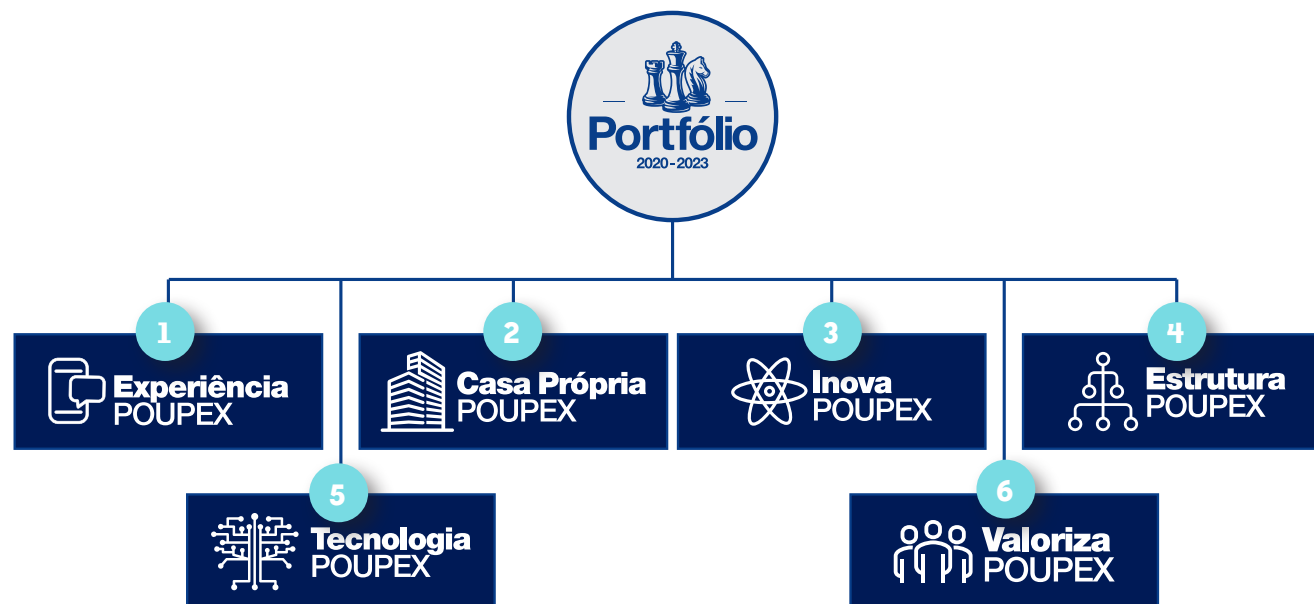 Portfólio
2020-2023
1
Experiência
POUPEX
2
Casa Própria
POUPEX
3
Inova
POUPEX
4
Estrutura
POUPEX
5
Tecnologia
POUPEX
6
Valoriza
POUPEX